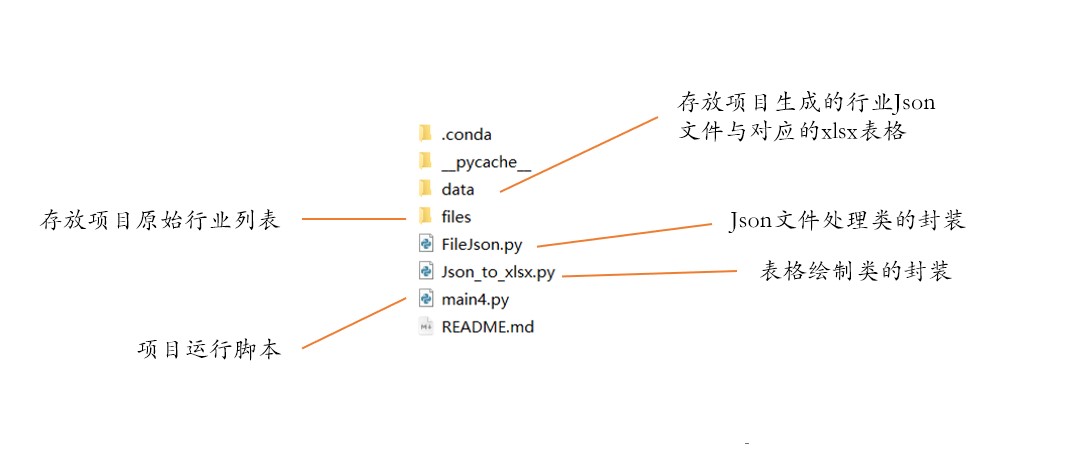 存放项目生成的行业Json
文件与对应的xlsx表格
.conda
__pycache__
data
存放项目原始行业列表
files
Json文件处理类的封装
FileJson.py
表格绘制类的封装
Json_to_xlsx.py
main4.py
README.md
项目运行脚本